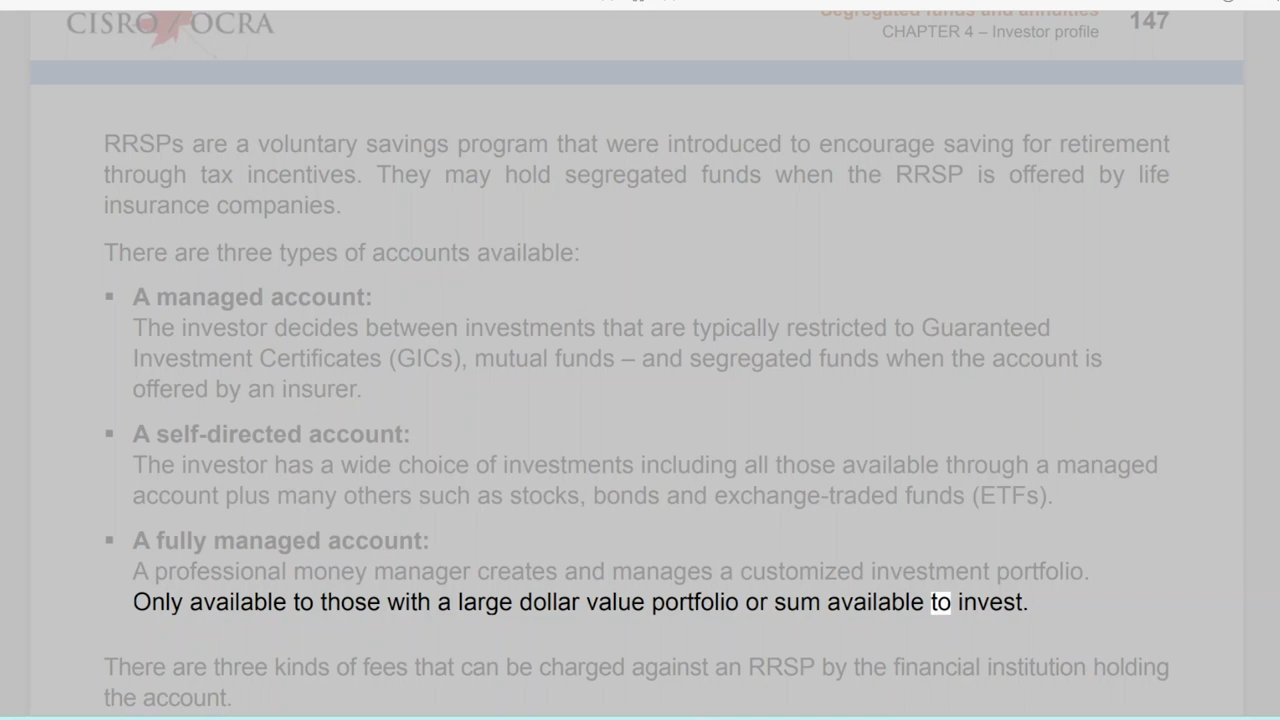 CISRO OCRA
Segregated funds and annuities
CHAPTER 4 – Investor profile
147
RRSPs are a voluntary savings program that were introduced to encourage saving for retirement
through tax incentives. They may hold segregated funds when the RRSP is offered by life
insurance companies.
There are three types of accounts available:
▪ A managed account:
The investor decides between investments that are typically restricted to Guaranteed
Investment Certificates (GICs), mutual funds – and segregated funds when the account is
offered by an insurer.
▪ A self-directed account:
The investor has a wide choice of investments including all those available through a managed
account plus many others such as stocks, bonds and exchange-traded funds (ETFs).
▪ A fully managed account:
A professional money manager creates and manages a customized investment portfolio.
Only available to those with a large dollar value portfolio or sum available to invest.
There are three kinds of fees that can be charged against an RRSP by the financial institution holding
the account.